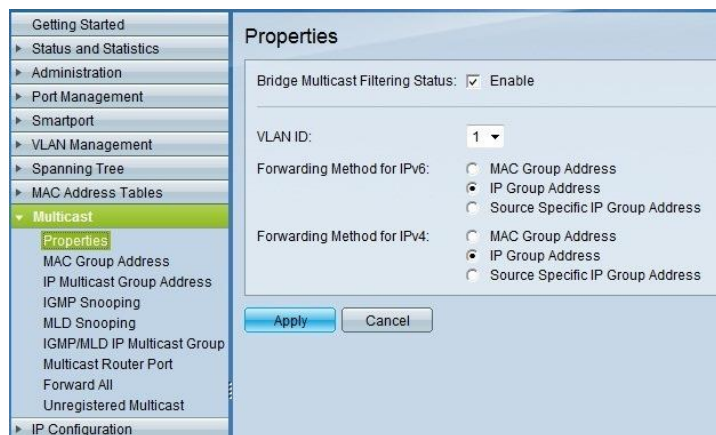 Getting Started
Status and Statistics
Administration
Port Management
Smartport
VLAN Management
Spanning Tree
MAC Address Tables
Multicast
Properties
MAC Group Address
IP Multicast Group Address
IGMP Snooping
MLD Snooping
IGMP/MLD IP Multicast Group
Multicast Router Port
Forward All
Unregistered Multicast
IP Configuration
Properties
Bridge Multicast Filtering Status: Enable
VLAN ID: 1
Forwarding Method for IPv6: MAC Group Address
IP Group Address
Source Specific IP Group Address
Forwarding Method for IPv4: MAC Group Address
IP Group Address
Source Specific IP Group Address
Apply Cancel